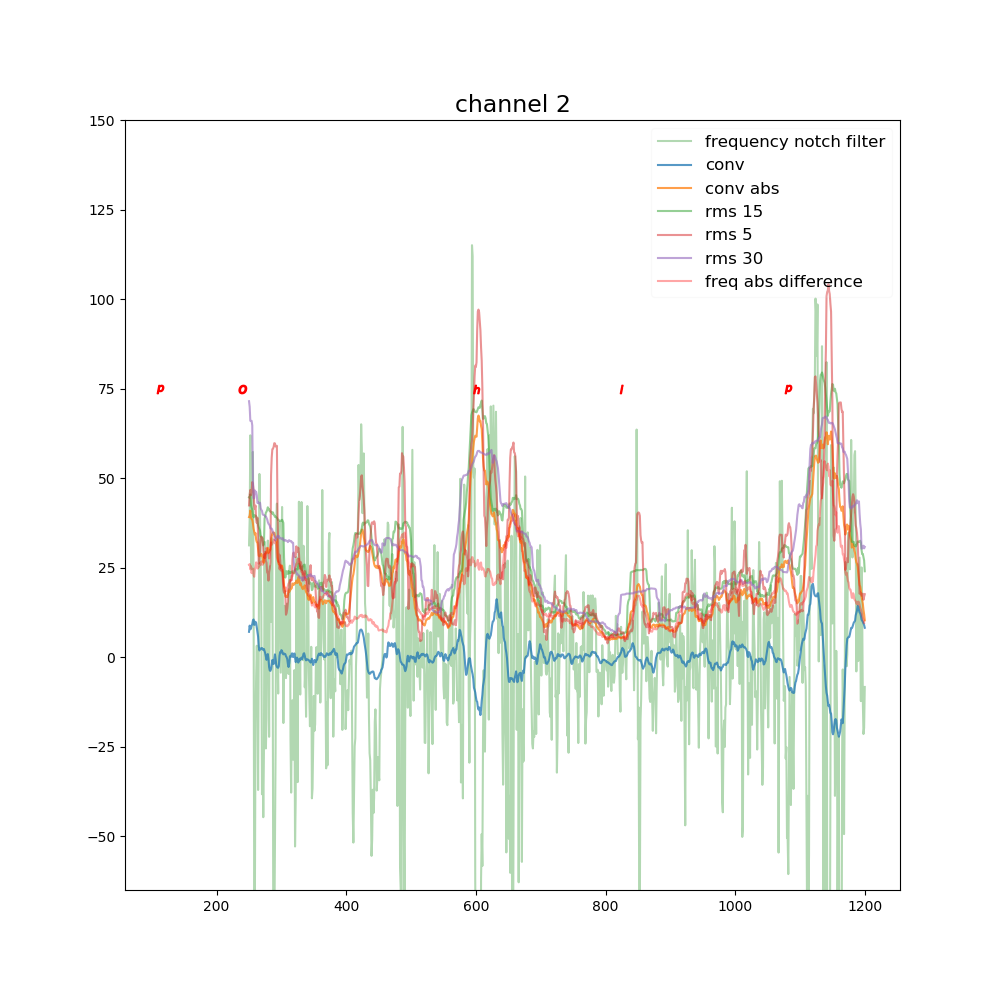 channel 2
150
125
100
75
50
25
0
−25
−50
frequency notch filter
conv
conv abs
rms 15
rms 5
rms 30
freq abs difference
p o h l p
200 400 600 800 1000 1200